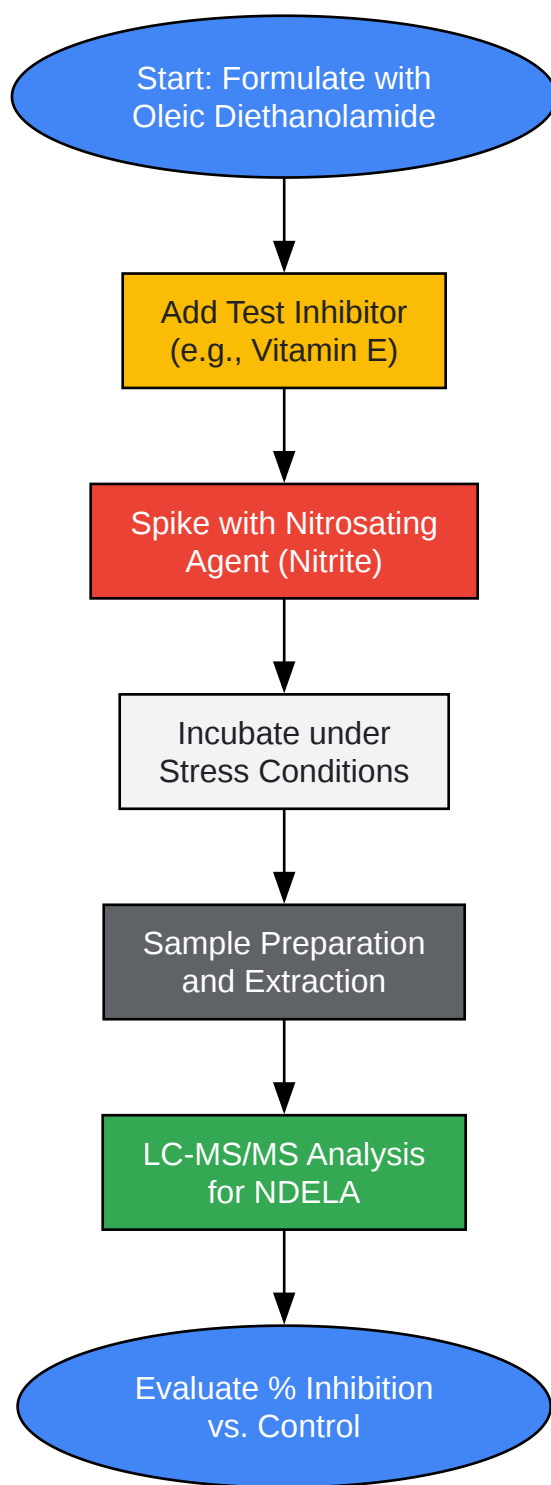 Start: Formulate with
Oleic Diethanolamide
Add Test Inhibitor
(e.g., Vitamin E)
Spike with Nitrosating
Agent (Nitrite)
Incubate under
Stress Conditions
Sample Preparation
and Extraction
LC-MS/MS Analysis
for NDELA
Evaluate % Inhibition
vs. Control